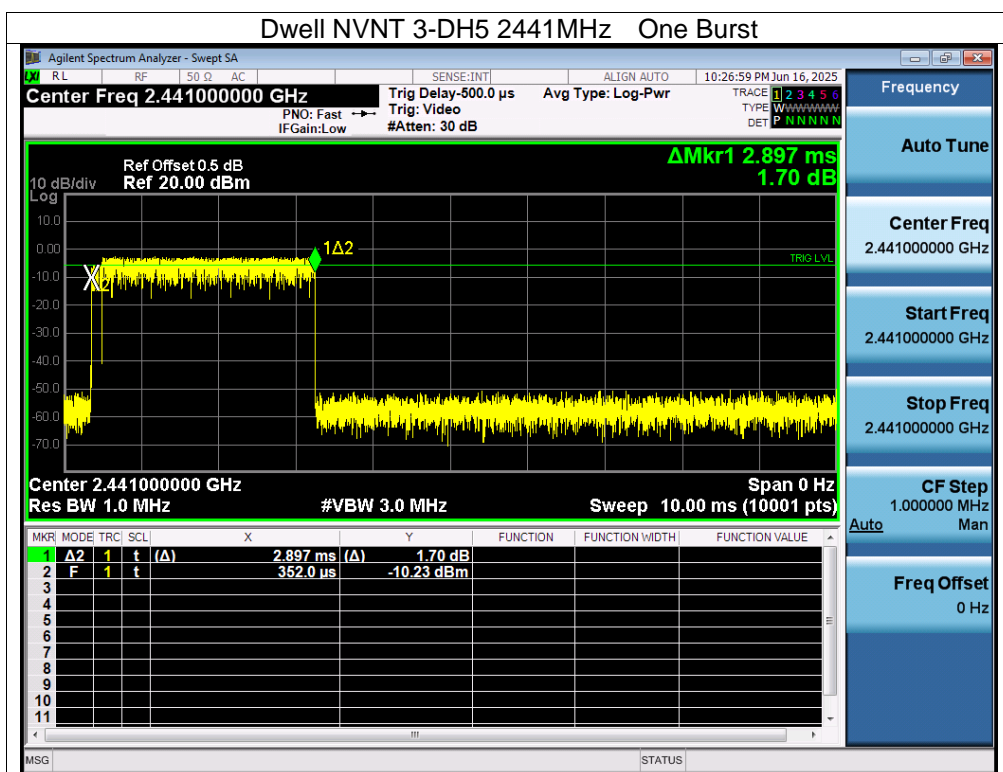 Dwell NVNT 3-DH5 2441MHz One Burst
Agilent Spectrum Analyzer - Swept SA
LXI RL RF 50 Ω AC SENSE:INT ALIGN AUTO 10:26:59 PM Jun 16, 2025
Center Freq 2.441000000 GHz
PNO: Fast
IFGain:Low
Trig Delay-500.0 µs
Trig: Video
#Atten: 30 dB
Avg Type: Log-Pwr
TRACE 1 2 3 4 5 6
TYPE WWWWWW
DET P N N N N N
ΔMkr1 2.897 ms
1.70 dB
Ref Offset 0.5 dB
10 dB/div Ref 20.00 dBm
Log
10.0
0.00
-10.0
-20.0
-30.0
-40.0
-50.0
-60.0
-70.0
1Δ2
2
TRIG LVL
Center 2.441000000 GHz Span 0 Hz
Res BW 1.0 MHz #VBW 3.0 MHz Sweep 10.00 ms (10001 pts)
MKR MODE TRC SCL X Y FUNCTION FUNCTION WIDTH FUNCTION VALUE
1 Δ2 1 t (Δ) 2.897 ms (Δ) 1.70 dB
2 F 1 t 352.0 µs -10.23 dBm
3
4
5
6
7
8
9
10
11
MSG STATUS
Frequency
Auto Tune
Center Freq
2.441000000 GHz
Start Freq
2.441000000 GHz
Stop Freq
2.441000000 GHz
CF Step
1.000000 MHz
Auto Man
Freq Offset
0 Hz